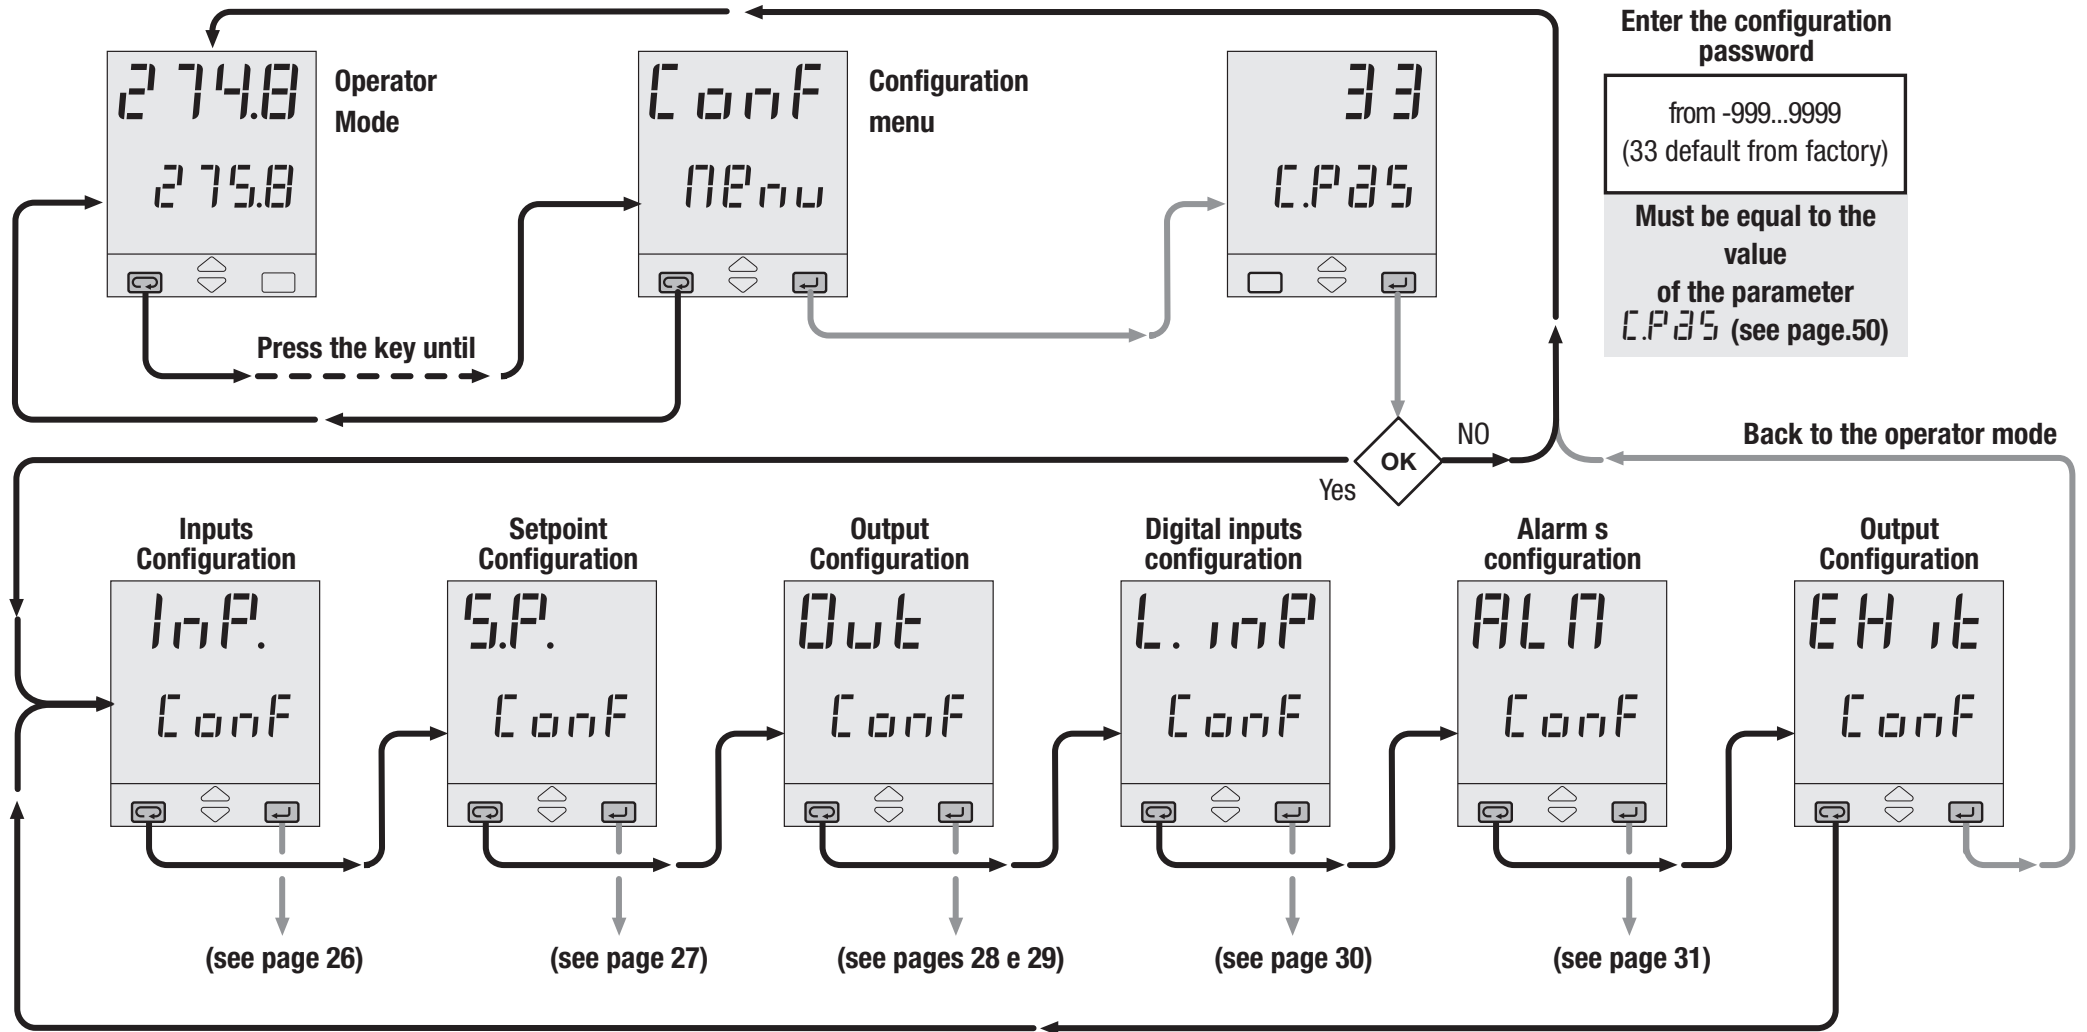 274.8
275.8
Operator
Mode
ConF
MEnu
Configuration
menu
33
C.PaS
Enter the configuration
password
from -999...9999
(33 default from factory)
Must be equal to the
value
of the parameter
C.PaS (see page.50)
Press the key until
OK
NO
Yes
Back to the operator mode
Inputs
Configuration
InP.
ConF
(see page 26)
Setpoint
Configuration
S.P.
ConF
(see page 27)
Output
Configuration
Out
ConF
(see pages 28 e 29)
Digital inputs
configuration
L. inP
ConF
(see page 30)
Alarm s
configuration
ALM
ConF
(see page 31)
Output
Configuration
EHit
ConF